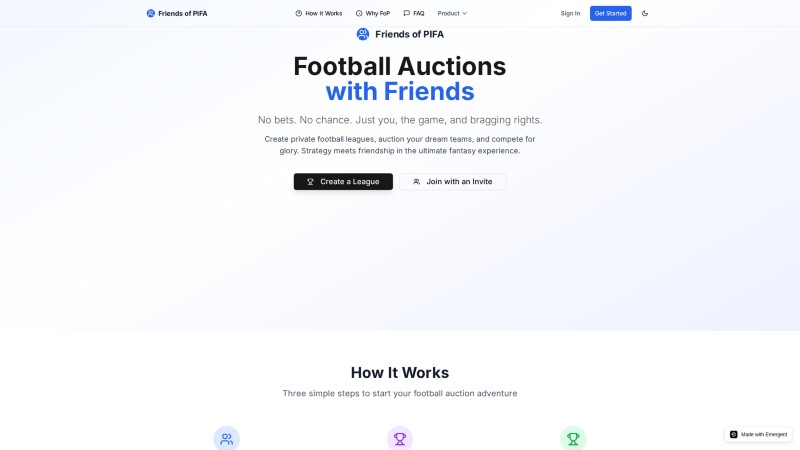 Friends of PIFA
How It Works
Why FoP
FAQ
Product
Sign In
Get Started
Friends of PIFA
Football Auctions
with Friends
No bets. No chance. Just you, the game, and bragging rights.
Create private football leagues, auction your dream teams, and compete for
glory. Strategy meets friendship in the ultimate fantasy experience.
Create a League
Join with an Invite
How It Works
Three simple steps to start your football auction adventure
Made with Emergent